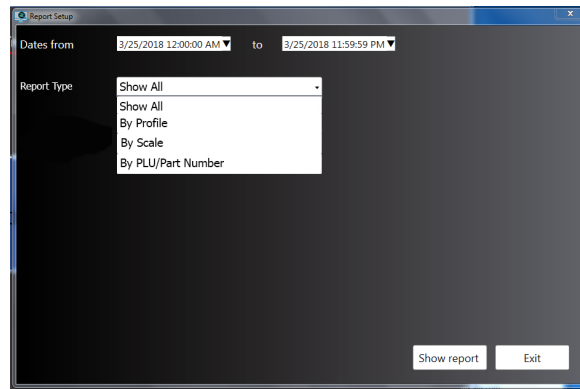 Report Setup
x
Dates from 3/25/2018 12:00:00 AM ▼ to 3/25/2018 11:59:59 PM ▼
Report Type Show All
Show All
By Profile
By Scale
By PLU/Part Number
Show report Exit